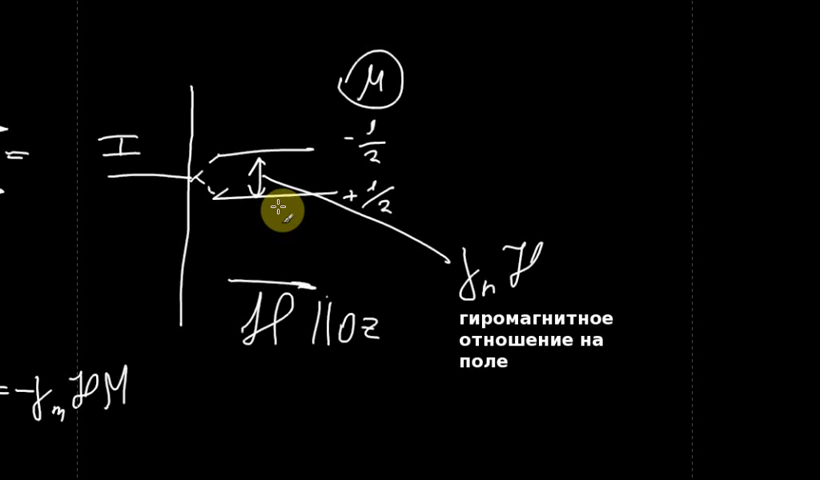 M
=
I
-1/2
+1/2
γn H
гиромагнитное
отношение на
поле
H || oz
= -γn H M